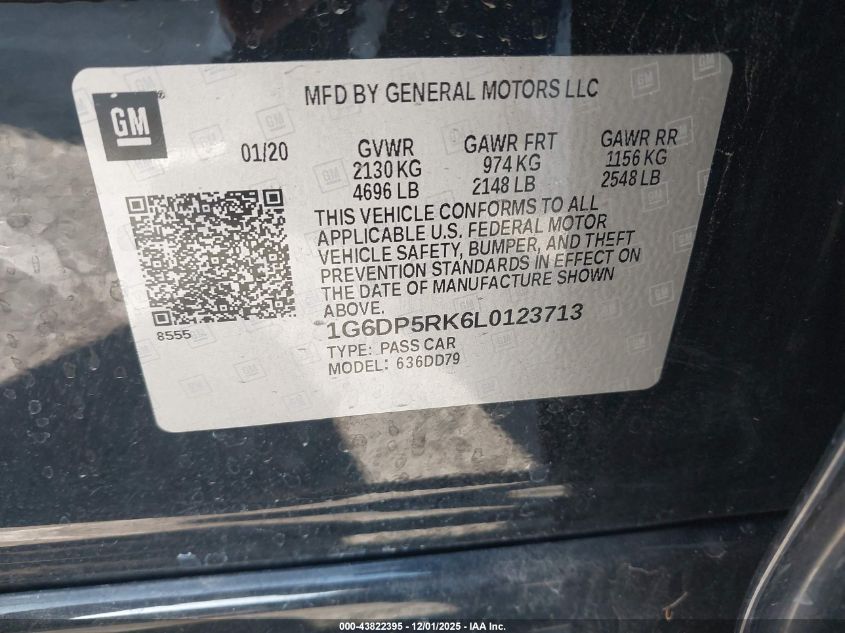 GM
®
MFD BY GENERAL MOTORS LLC
01/20
GVWR
2130 KG
4696 LB
GAWR FRT
974 KG
2148 LB
GAWR RR
1156 KG
2548 LB
THIS VEHICLE CONFORMS TO ALL
APPLICABLE U.S. FEDERAL MOTOR
VEHICLE SAFETY, BUMPER, AND THEFT
PREVENTION STANDARDS IN EFFECT ON
THE DATE OF MANUFACTURE SHOWN
ABOVE.
8555
1G6DP5RK6L0123713
TYPE: PASS CAR
MODEL: 636DD79
000-43822395 - 12/01/2025 - IAA Inc.